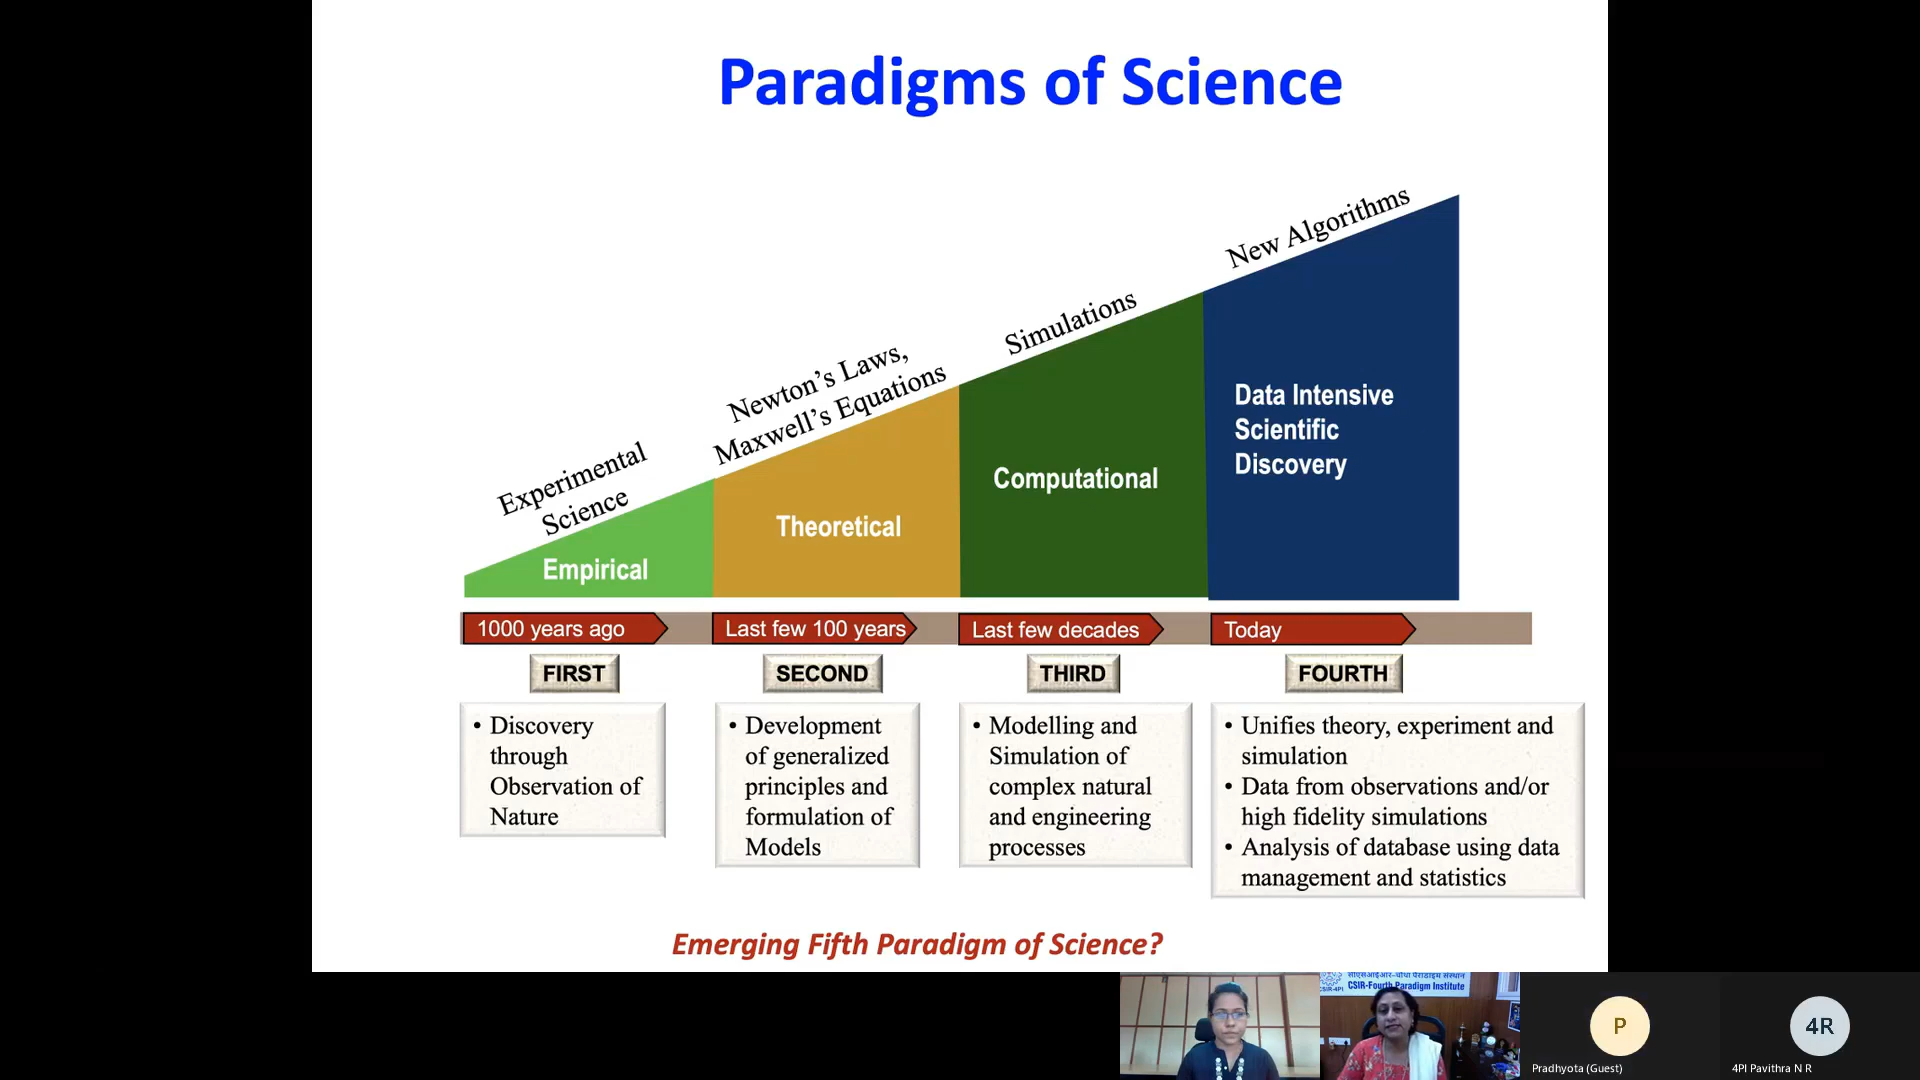 Paradigms of Science
Experimental
Science
Newton's Laws,
Maxwell's Equations
Simulations
New Algorithms
Empirical
Theoretical
Computational
Data Intensive
Scientific
Discovery
1000 years ago
Last few 100 years
Last few decades
Today
FIRST
SECOND
THIRD
FOURTH
• Discovery
through
Observation of
Nature
• Development
of generalized
principles and
formulation of
Models
• Modelling and
Simulation of
complex natural
and engineering
processes
• Unifies theory, experiment and
simulation
• Data from observations and/or
high fidelity simulations
• Analysis of database using data
management and statistics
Emerging Fifth Paradigm of Science?
सीएसआईआर-चौथा पैराडाइम संस्थान
CSIR-4PI
CSIR-Fourth Paradigm Institute
P
Pradhyota (Guest)
4R
4PI Pavithra N R